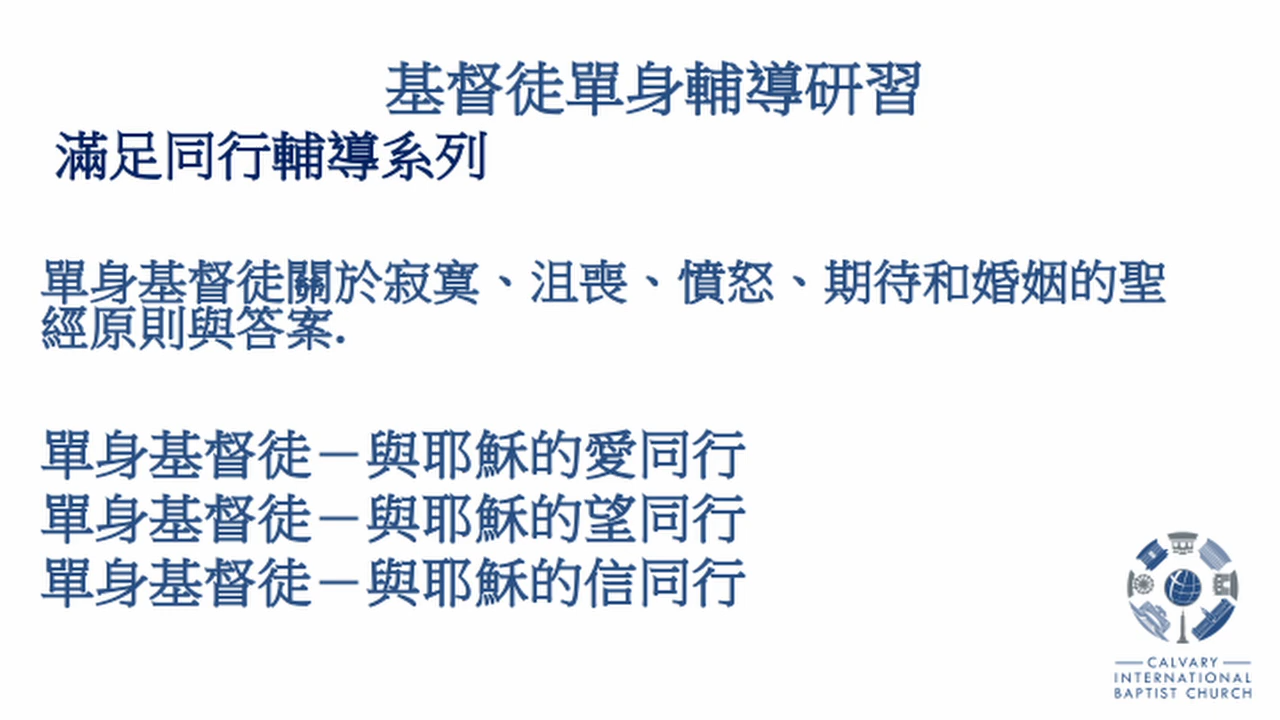 基督徒單身輔導研習
滿足同行輔導系列
單身基督徒關於寂寞、沮喪、憤怒、期待和婚姻的聖
經原則與答案.
單身基督徒－與耶穌的愛同行
單身基督徒－與耶穌的望同行
單身基督徒－與耶穌的信同行
CALVARY
INTERNATIONAL
BAPTIST CHURCH